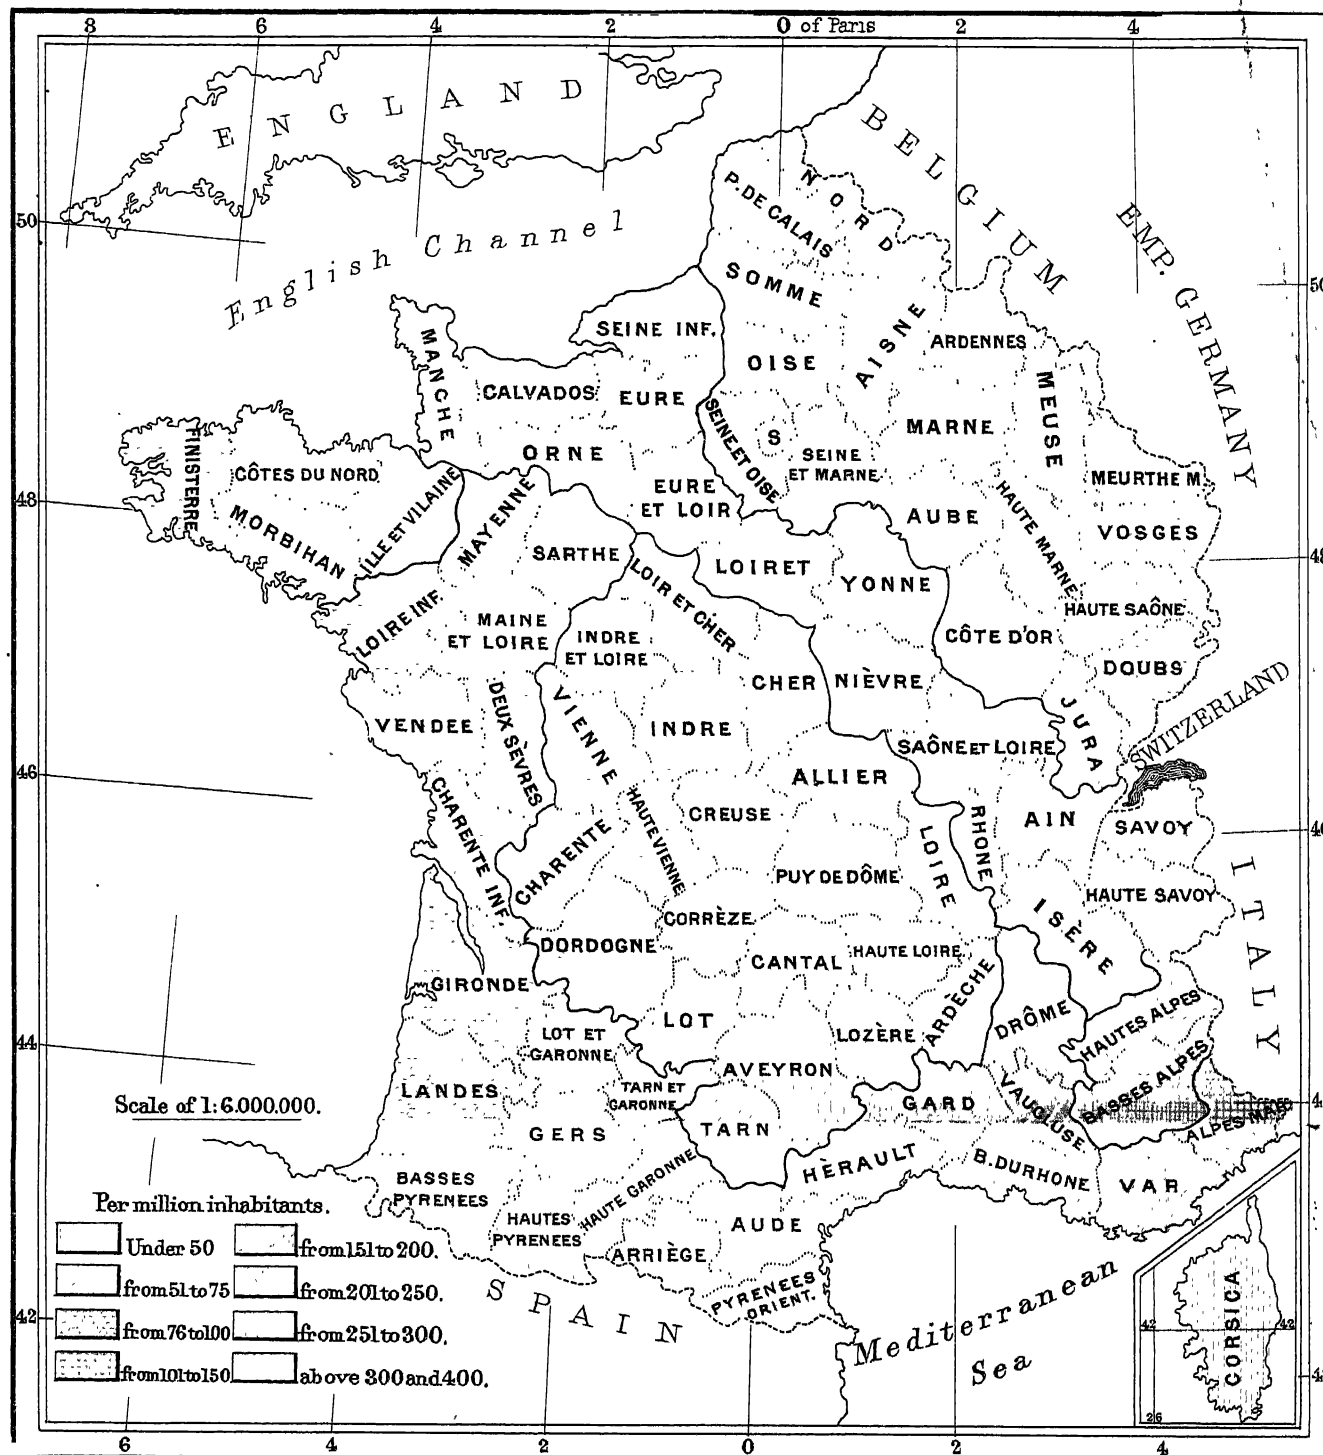 8 6 4 2 0 of Paris 2 4
ENGLAND
BELGIUM
50
English Channel
EMP. GERMANY
NORD
P. DE CALAIS
SOMME
50
SEINE INF.
AISNE
ARDENNES
MANCHE
OISE
MEUSE
CALVADOS
EURE
SEINE ET OISE
S
MARNE
FINISTERRE
CÔTES DU NORD
ORNE
SEINE
ET MARNE
MEURTHE M.
48
MORBIHAN
ILLE ET VILAINE
MAYENNE
EURE
ET LOIR
AUBE
HAUTE MARNE
VOSGES
SARTHE
LOIRET
YONNE
48
LOIR ET CHER
LOIRE INF.
MAINE
ET LOIRE
INDRE
ET LOIRE
CÔTE D'OR
HAUTE SAÔNE
CHER
NIÈVRE
DOUBS
VENDEE
DEUX SÈVRES
VIENNE
INDRE
SAÔNE ET LOIRE
JURA
SWITZERLAND
46
ALLIER
CHARENTE INF.
CHARENTE
HAUTE VIENNE
CREUSE
LOIRE
RHONE
AIN
SAVOY
ITALY
PUY DE DÔME
HAUTE SAVOY
CORRÈZE
ISÈRE
DORDOGNE
CANTAL
HAUTE LOIRE
GIRONDE
ARDÈCHE
DRÔME
HAUTES ALPES
44
LOT ET
GARONNE
LOT
LOZÈRE
AVEYRON
LANDES
TARN ET
GARONNE
GARD
VAUCLUSE
BASSES ALPES
ALPES MAR.
Scale of 1:6.000.000.
GERS
TARN
HÈRAULT
B. DU RHONE
VAR
BASSES
PYRENEES
HAUTES
PYRENEES
HAUTE GARONNE
ARRIÈGE
AUDE
PYRENEES
ORIENT.
SPAIN
Mediterranean
Sea
CORSICA
42 42
26
Per million inhabitants.
Under 50 from 151 to 200.
from 51 to 75 from 201 to 250.
42
from 76 to 100 from 251 to 300.
from 101 to 150 above 300 and 400.
6 4 2 0 2 4